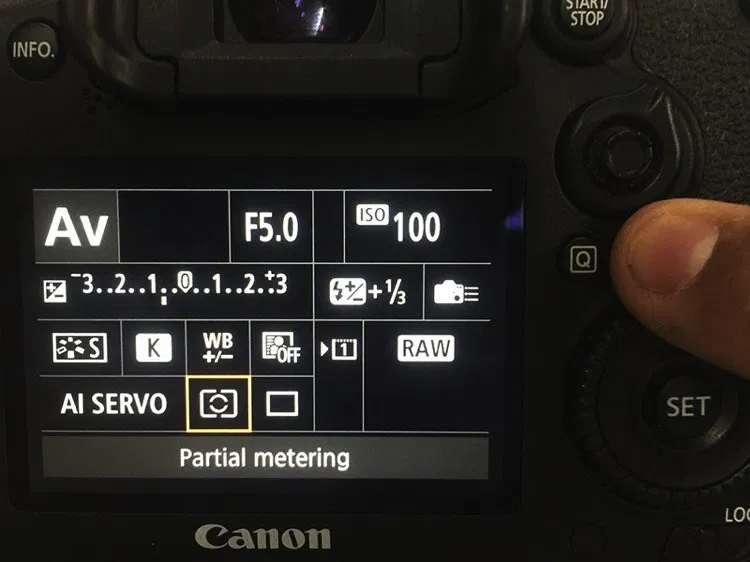 INFO.
START/
STOP
Av F5.0 ISO 100
-3..2..1..0..1..2..+3 +1/3
S K WB +/- OFF 1 RAW
Q
AI SERVO
SET
Partial metering
LOC
Canon